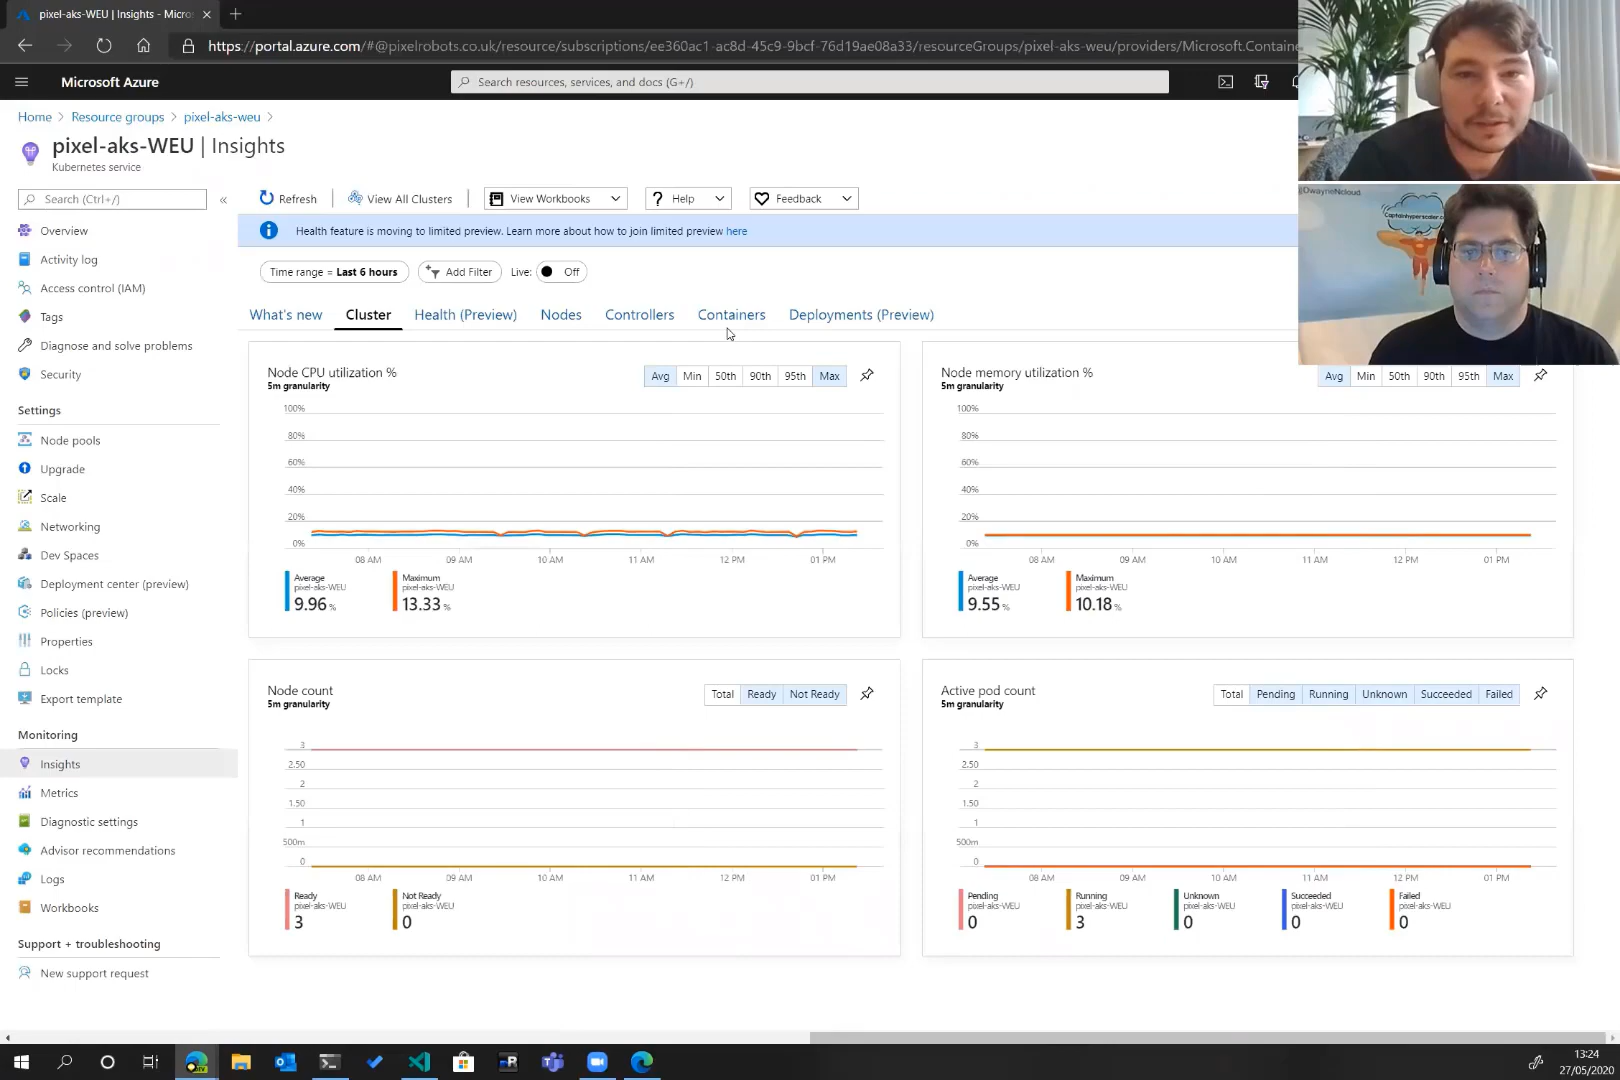 pixel-aks-WEU | Insights - Micro
https://portal.azure.com/#@pixelrobots.co.uk/resource/subscriptions/ee360ac1-ac8d-45c9-9bcf-76d19ae08a33/resourceGroups/pixel-aks-weu/providers/Microsoft.Containe
Microsoft Azure
Search resources, services, and docs (G+/)
Home > Resource groups > pixel-aks-weu >
pixel-aks-WEU | Insights
Kubernetes service
@DwayneNcloud
Captainhyperscaler.c
Search (Ctrl+/)
«
Refresh
View All Clusters
View Workbooks
? Help
Feedback
Health feature is moving to limited preview. Learn more about how to join limited preview here
Time range = Last 6 hours
Add Filter
Live: Off
What's new
Cluster
Health (Preview)
Nodes
Controllers
Containers
Deployments (Preview)
Overview
Activity log
Access control (IAM)
Tags
Diagnose and solve problems
Security
Settings
Node pools
Upgrade
Scale
Networking
Dev Spaces
Deployment center (preview)
Policies (preview)
Properties
Locks
Export template
Monitoring
Insights
Metrics
Diagnostic settings
Advisor recommendations
Logs
Workbooks
Support + troubleshooting
New support request
Node CPU utilization %
5m granularity
Avg Min 50th 90th 95th Max
100%
80%
60%
40%
20%
0%
08 AM 09 AM 10 AM 11 AM 12 PM 01 PM
Average
pixel-aks-WEU
9.96 %
Maximum
pixel-aks-WEU
13.33 %
Node memory utilization %
5m granularity
Avg Min 50th 90th 95th Max
100%
80%
60%
40%
20%
0%
08 AM 09 AM 10 AM 11 AM 12 PM 01 PM
Average
pixel-aks-WEU
9.55 %
Maximum
pixel-aks-WEU
10.18 %
Node count
5m granularity
Total Ready Not Ready
3
2.50
2
1.50
1
500m
0
08 AM 09 AM 10 AM 11 AM 12 PM 01 PM
Ready
pixel-aks-WEU
3
Not Ready
pixel-aks-WEU
0
Active pod count
5m granularity
Total Pending Running Unknown Succeeded Failed
3
2.50
2
1.50
1
500m
0
08 AM 09 AM 10 AM 11 AM 12 PM 01 PM
Pending
pixel-aks-WEU
0
Running
pixel-aks-WEU
3
Unknown
pixel-aks-WEU
0
Succeeded
pixel-aks-WEU
0
Failed
pixel-aks-WEU
0
13:24
27/05/2020